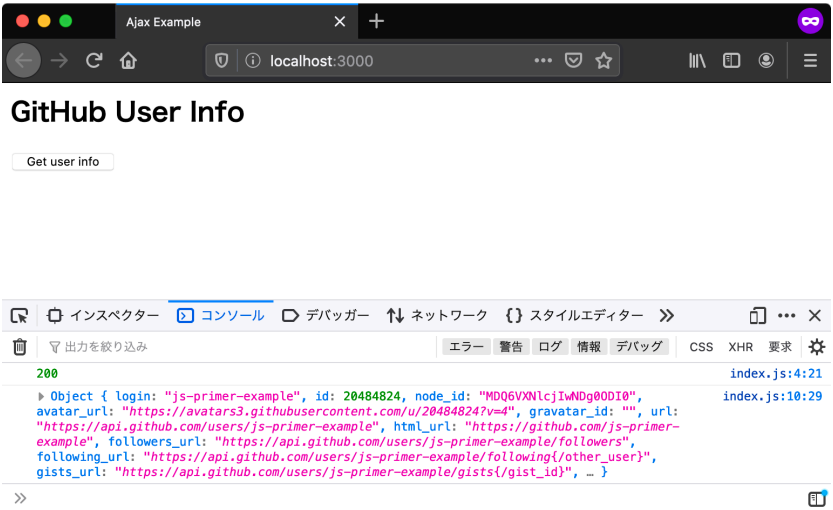 Ajax Example
localhost:3000
GitHub User Info
Get user info
インスペクター コンソール デバッガー ネットワーク スタイルエディター
出力を絞り込み エラー 警告 ログ 情報 デバッグ CSS XHR 要求
200 index.js:4:21
Object { login: "js-primer-example", id: 20484824, node_id: "MDQ6VXNlcjIwNDg0ODI0", index.js:10:29
avatar_url: "https://avatars3.githubusercontent.com/u/20484824?v=4", gravatar_id: "", url:
"https://api.github.com/users/js-primer-example", html_url: "https://github.com/js-primer-
example", followers_url: "https://api.github.com/users/js-primer-example/followers",
following_url: "https://api.github.com/users/js-primer-example/following{/other_user}",
gists_url: "https://api.github.com/users/js-primer-example/gists{/gist_id}", … }